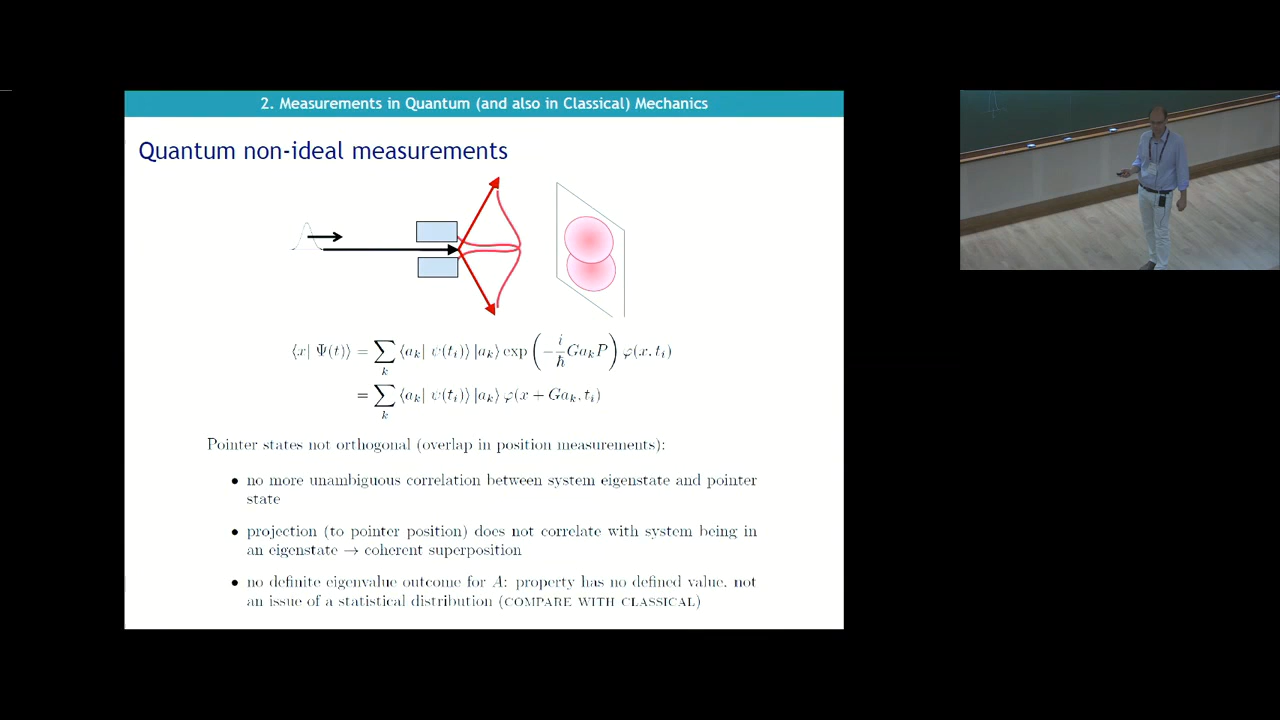 2. Measurements in Quantum (and also in Classical) Mechanics
Quantum non-ideal measurements
⟨x| Ψ(t)⟩ = ∑_k ⟨a_k| ψ(t_i)⟩ |a_k⟩ exp (−(i/ħ) G a_k P) φ(x, t_i)
= ∑_k ⟨a_k| ψ(t_i)⟩ |a_k⟩ φ(x + G a_k, t_i)
Pointer states not orthogonal (overlap in position measurements):
• no more unambiguous correlation between system eigenstate and pointer
state
• projection (to pointer position) does not correlate with system being in
an eigenstate → coherent superposition
• no definite eigenvalue outcome for A: property has no defined value, not
an issue of a statistical distribution (COMPARE WITH CLASSICAL)